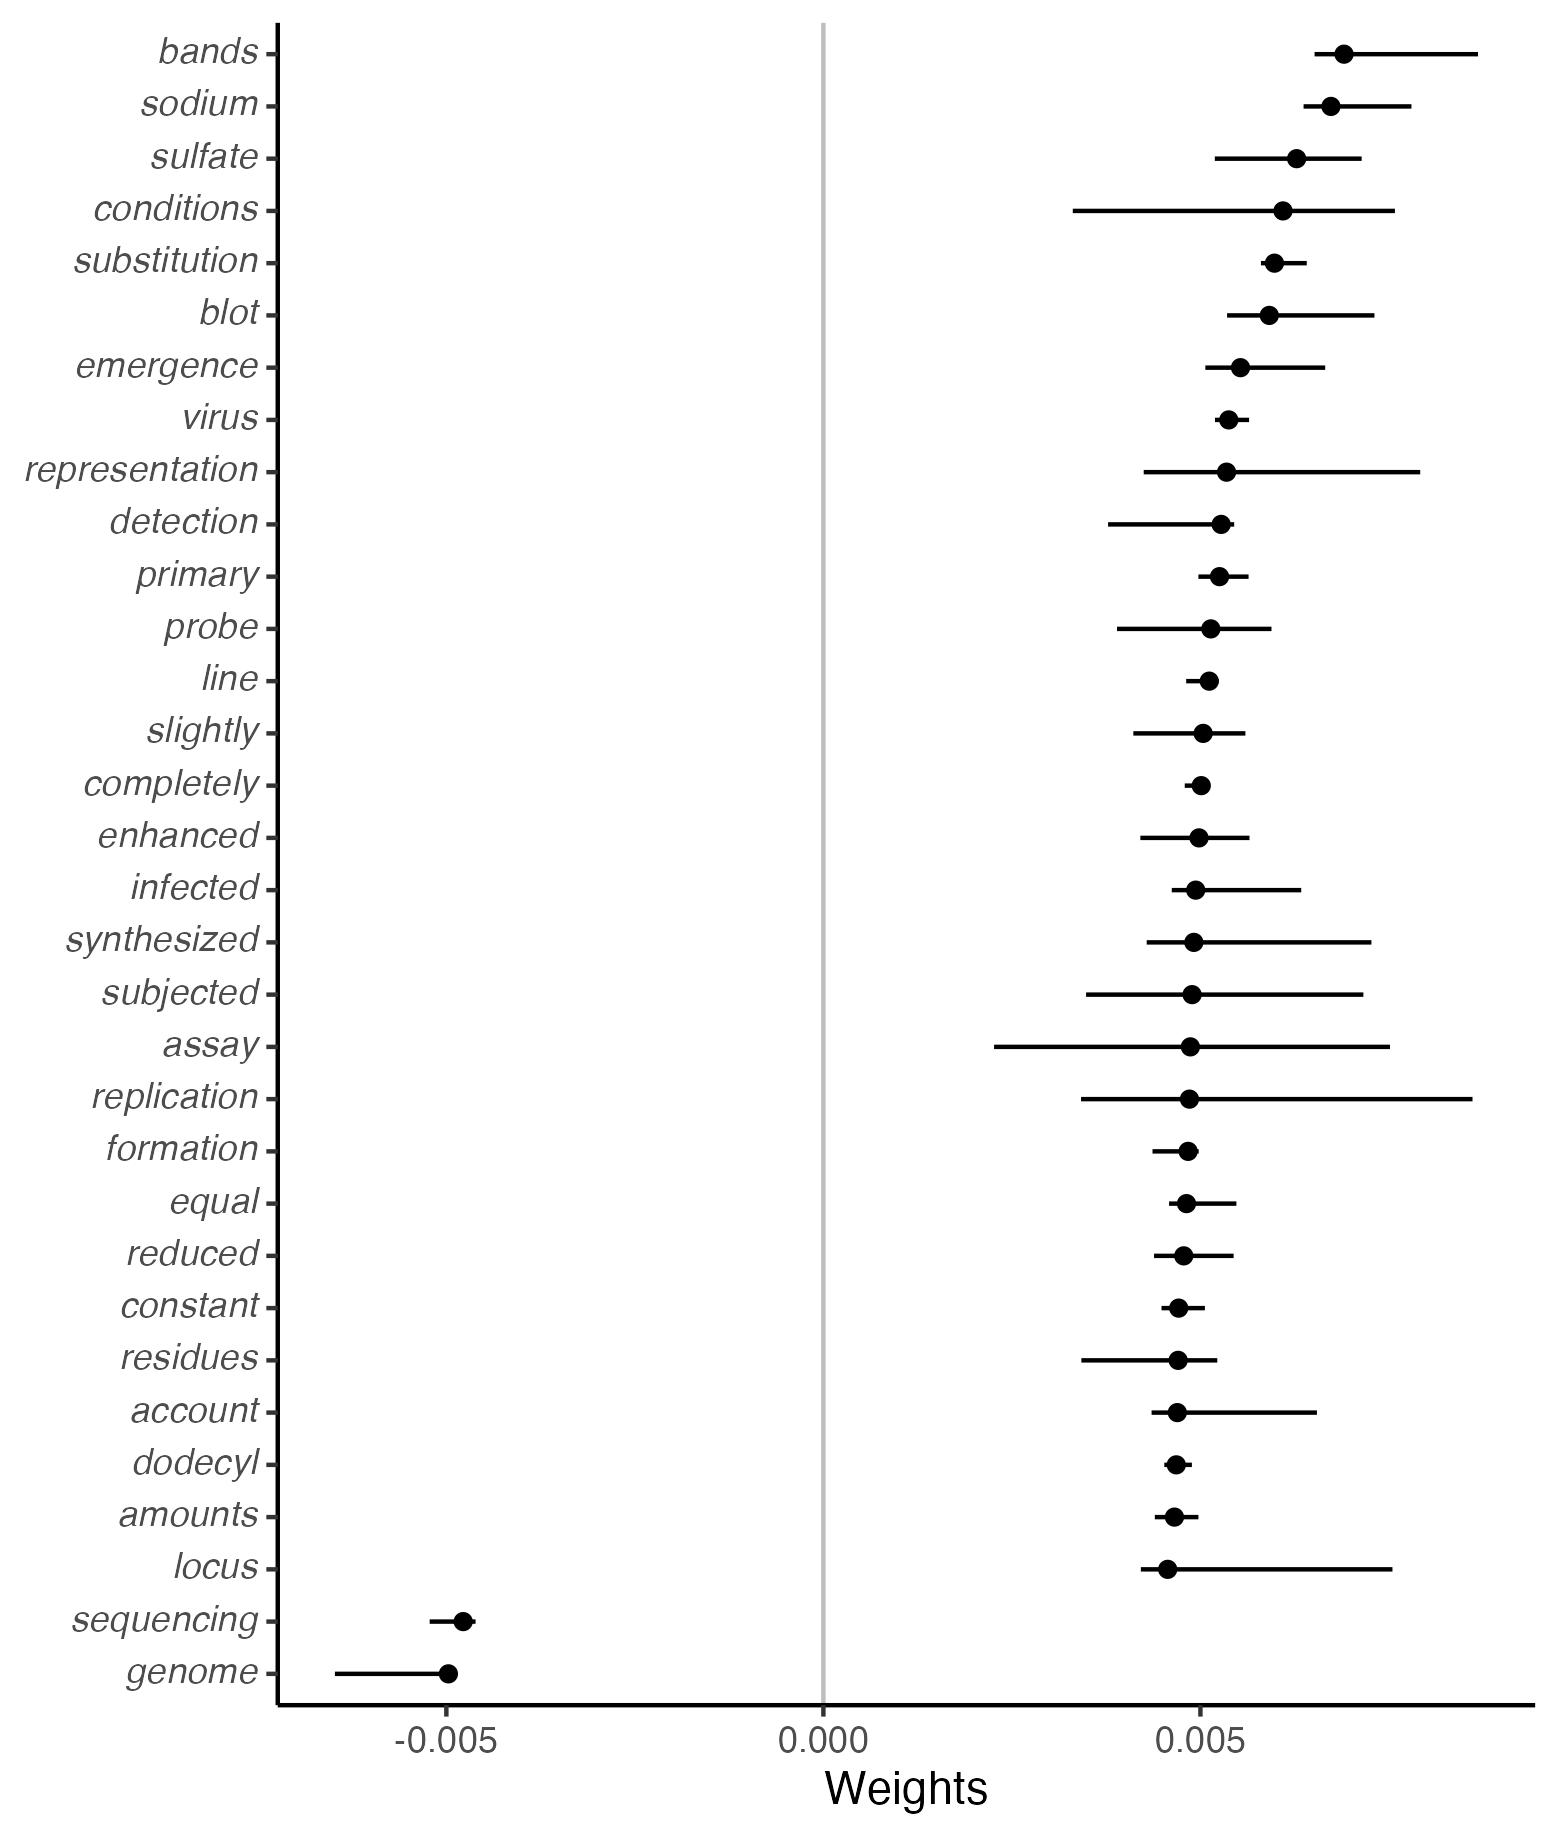 bands
sodium
sulfate
conditions
substitution
blot
emergence
virus
representation
detection
primary
probe
line
slightly
completely
enhanced
infected
synthesized
subjected
assay
replication
formation
equal
reduced
constant
residues
account
dodecyl
amounts
locus
sequencing
genome
-0.005 0.000 0.005
Weights